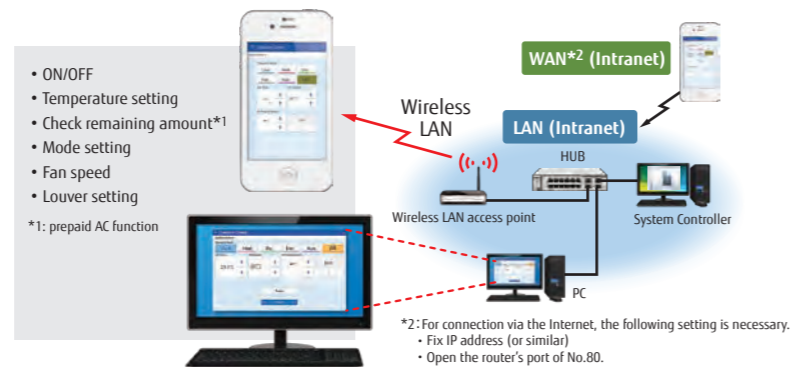 • ON/OFF
• Temperature setting
• Check remaining amount*1
• Mode setting
• Fan speed
• Louver setting
*1: prepaid AC function
Wireless
LAN
WAN*2 (Intranet)
LAN (Intranet)
HUB
Wireless LAN access point
System Controller
PC
*2: For connection via the Internet, the following setting is necessary.
• Fix IP address (or similar)
• Open the router's port of No.80.